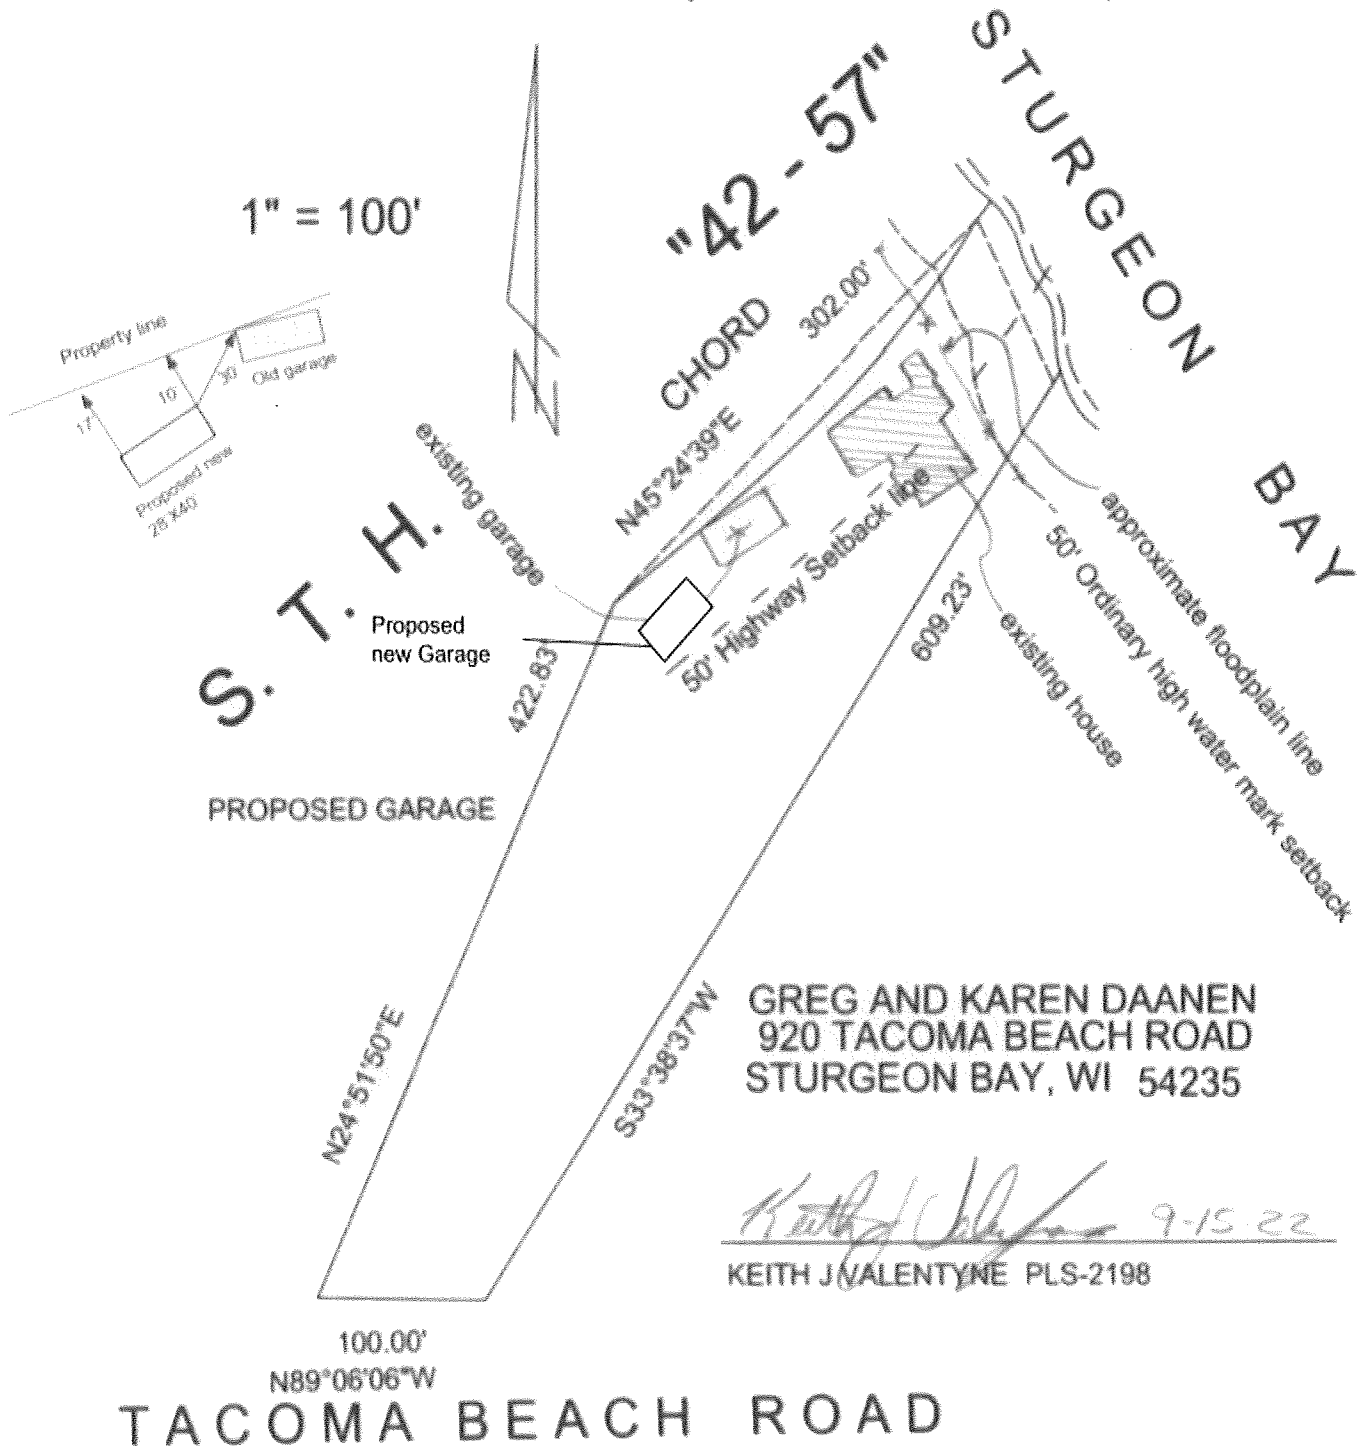 STURGEON BAY
"42 - 57"
1" = 100'
CHORD
302.00'
N45°24'39"E
Property line
Old garage
30'
10'
17'
Proposed new
28'X40'
N
existing garage
S. T. H.
Proposed
new Garage
50' Highway Setback line
422.83'
609.23'
approximate floodplain line
50' Ordinary high water mark setback
existing house
PROPOSED GARAGE
N24°51'50"E
S33°38'37"W
GREG AND KAREN DAANEN
920 TACOMA BEACH ROAD
STURGEON BAY, WI 54235
Keith J Valentyne 9-15-22
KEITH J VALENTYNE PLS-2198
100.00'
N89°06'06"W
TACOMA BEACH ROAD